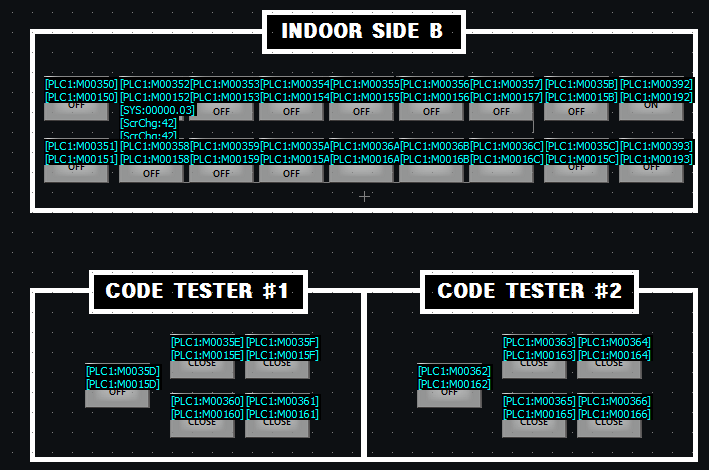 INDOOR SIDE B
[PLC1:M00350] [PLC1:M00352 [PLC1:M00353 [PLC1:M00354 [PLC1:M00355 [PLC1:M00356 [PLC1:M00357] [PLC1:M0035B] [PLC1:M00392]
[PLC1:M00150] [PLC1:M00152 [PLC1:M00153 [PLC1:M00154 [PLC1:M00155 [PLC1:M00156 [PLC1:M00157] [PLC1:M0015B] [PLC1:M00192]
OFF [SYS:00000.03] OFF OFF OFF OFF OFF OFF ON
[ScrChg:42]
[ScrChg:42]
[PLC1:M00351] [PLC1:M00358 [PLC1:M00359 [PLC1:M0035A [PLC1:M0036A [PLC1:M0036B [PLC1:M0036C] [PLC1:M0035C] [PLC1:M00393]
[PLC1:M00151] [PLC1:M00158 [PLC1:M00159 [PLC1:M0015A [PLC1:M0016A [PLC1:M0016B [PLC1:M0016C] [PLC1:M0015C] [PLC1:M00193]
OFF OFF OFF OFF OFF OFF
CODE TESTER #1 CODE TESTER #2
[PLC1:M0035E] [PLC1:M0035F] [PLC1:M00363] [PLC1:M00364]
[PLC1:M0015E] [PLC1:M0015F] [PLC1:M00163] [PLC1:M00164]
CLOSE CLOSE CLOSE CLOSE
[PLC1:M0035D] [PLC1:M00362]
[PLC1:M0015D] [PLC1:M00162]
OFF OFF
[PLC1:M00360] [PLC1:M00361] [PLC1:M00365] [PLC1:M00366]
[PLC1:M00160] [PLC1:M00161] [PLC1:M00165] [PLC1:M00166]
CLOSE CLOSE CLOSE CLOSE